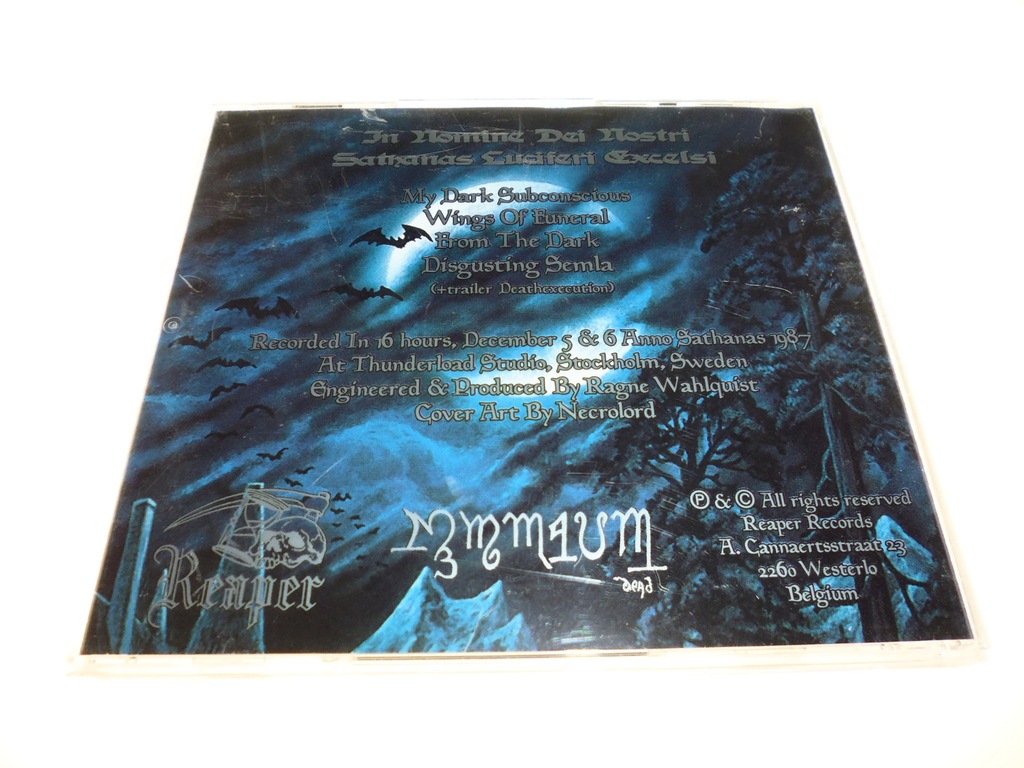 In Nomine Dei Nostri
Sathanas Luciferi Excelsi
My Dark Subconscious
Wings Of Funeral
From The Dark
Disgusting Semla
(+trailer Deathexecution)
Recorded In 16 hours, December 5 & 6 Anno Sathanas 1987
At Thunderload Studio, Stockholm, Sweden
Engineered & Produced By Ragne Wahlquist
Cover Art By Necrolord
Reaper
Dead
Ⓟ & © All rights reserved
Reaper Records
A. Cannaertsstraat 23
2260 Westerlo
Belgium